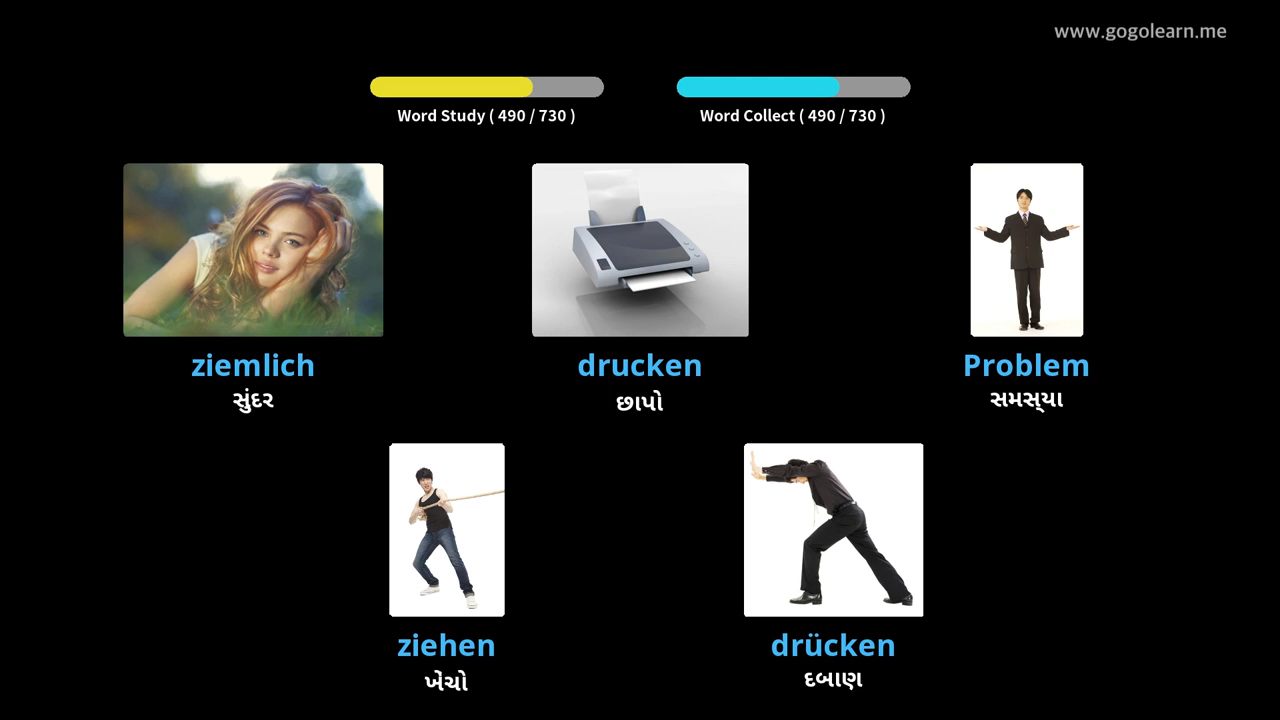 www.gogolearn.me
Word Study ( 490 / 730 )
Word Collect ( 490 / 730 )
ziemlich
સુંદર
drucken
છાપો
Problem
સમસ્યા
ziehen
ખેચો
drücken
દબાણ